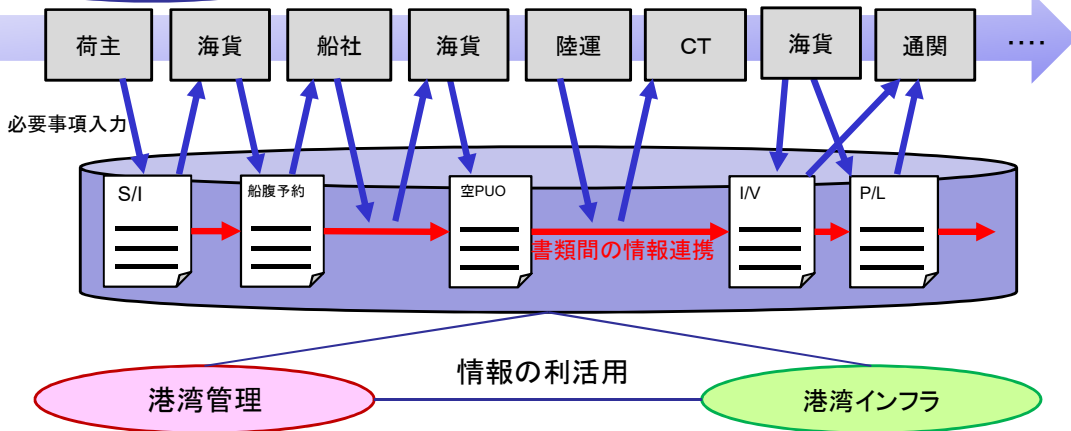 荷主
海貨
船社
海貨
陸運
CT
海貨
通関
‥‥
必要事項入力
S/I
船腹予約
空PUO
I/V
P/L
書類間の情報連携
情報の利活用
港湾管理
港湾インフラ